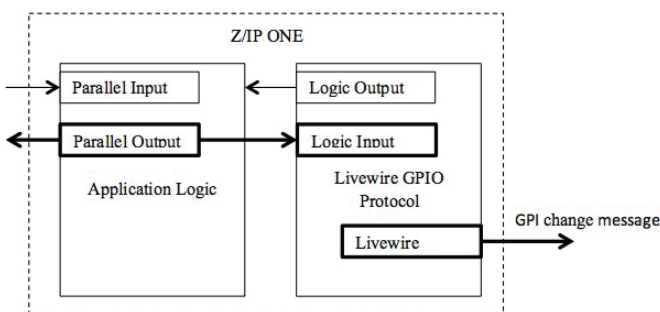 Z/IP ONE
Parallel Input
Logic Output
Parallel Output
Logic Input
Application Logic
Livewire GPIO
Protocol
Livewire
GPI change message